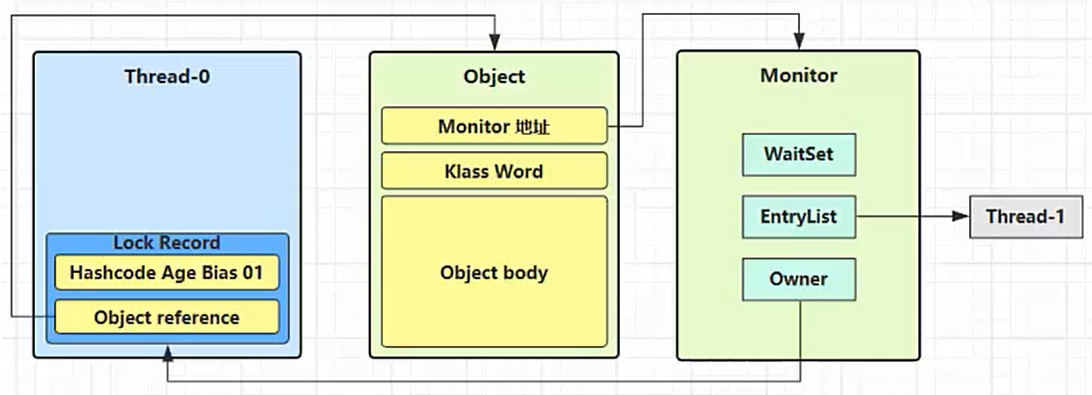 Thread-0
Lock Record
Hashcode Age Bias 01
Object reference
Object
Monitor 地址
Klass Word
Object body
Monitor
WaitSet
EntryList
Owner
Thread-1